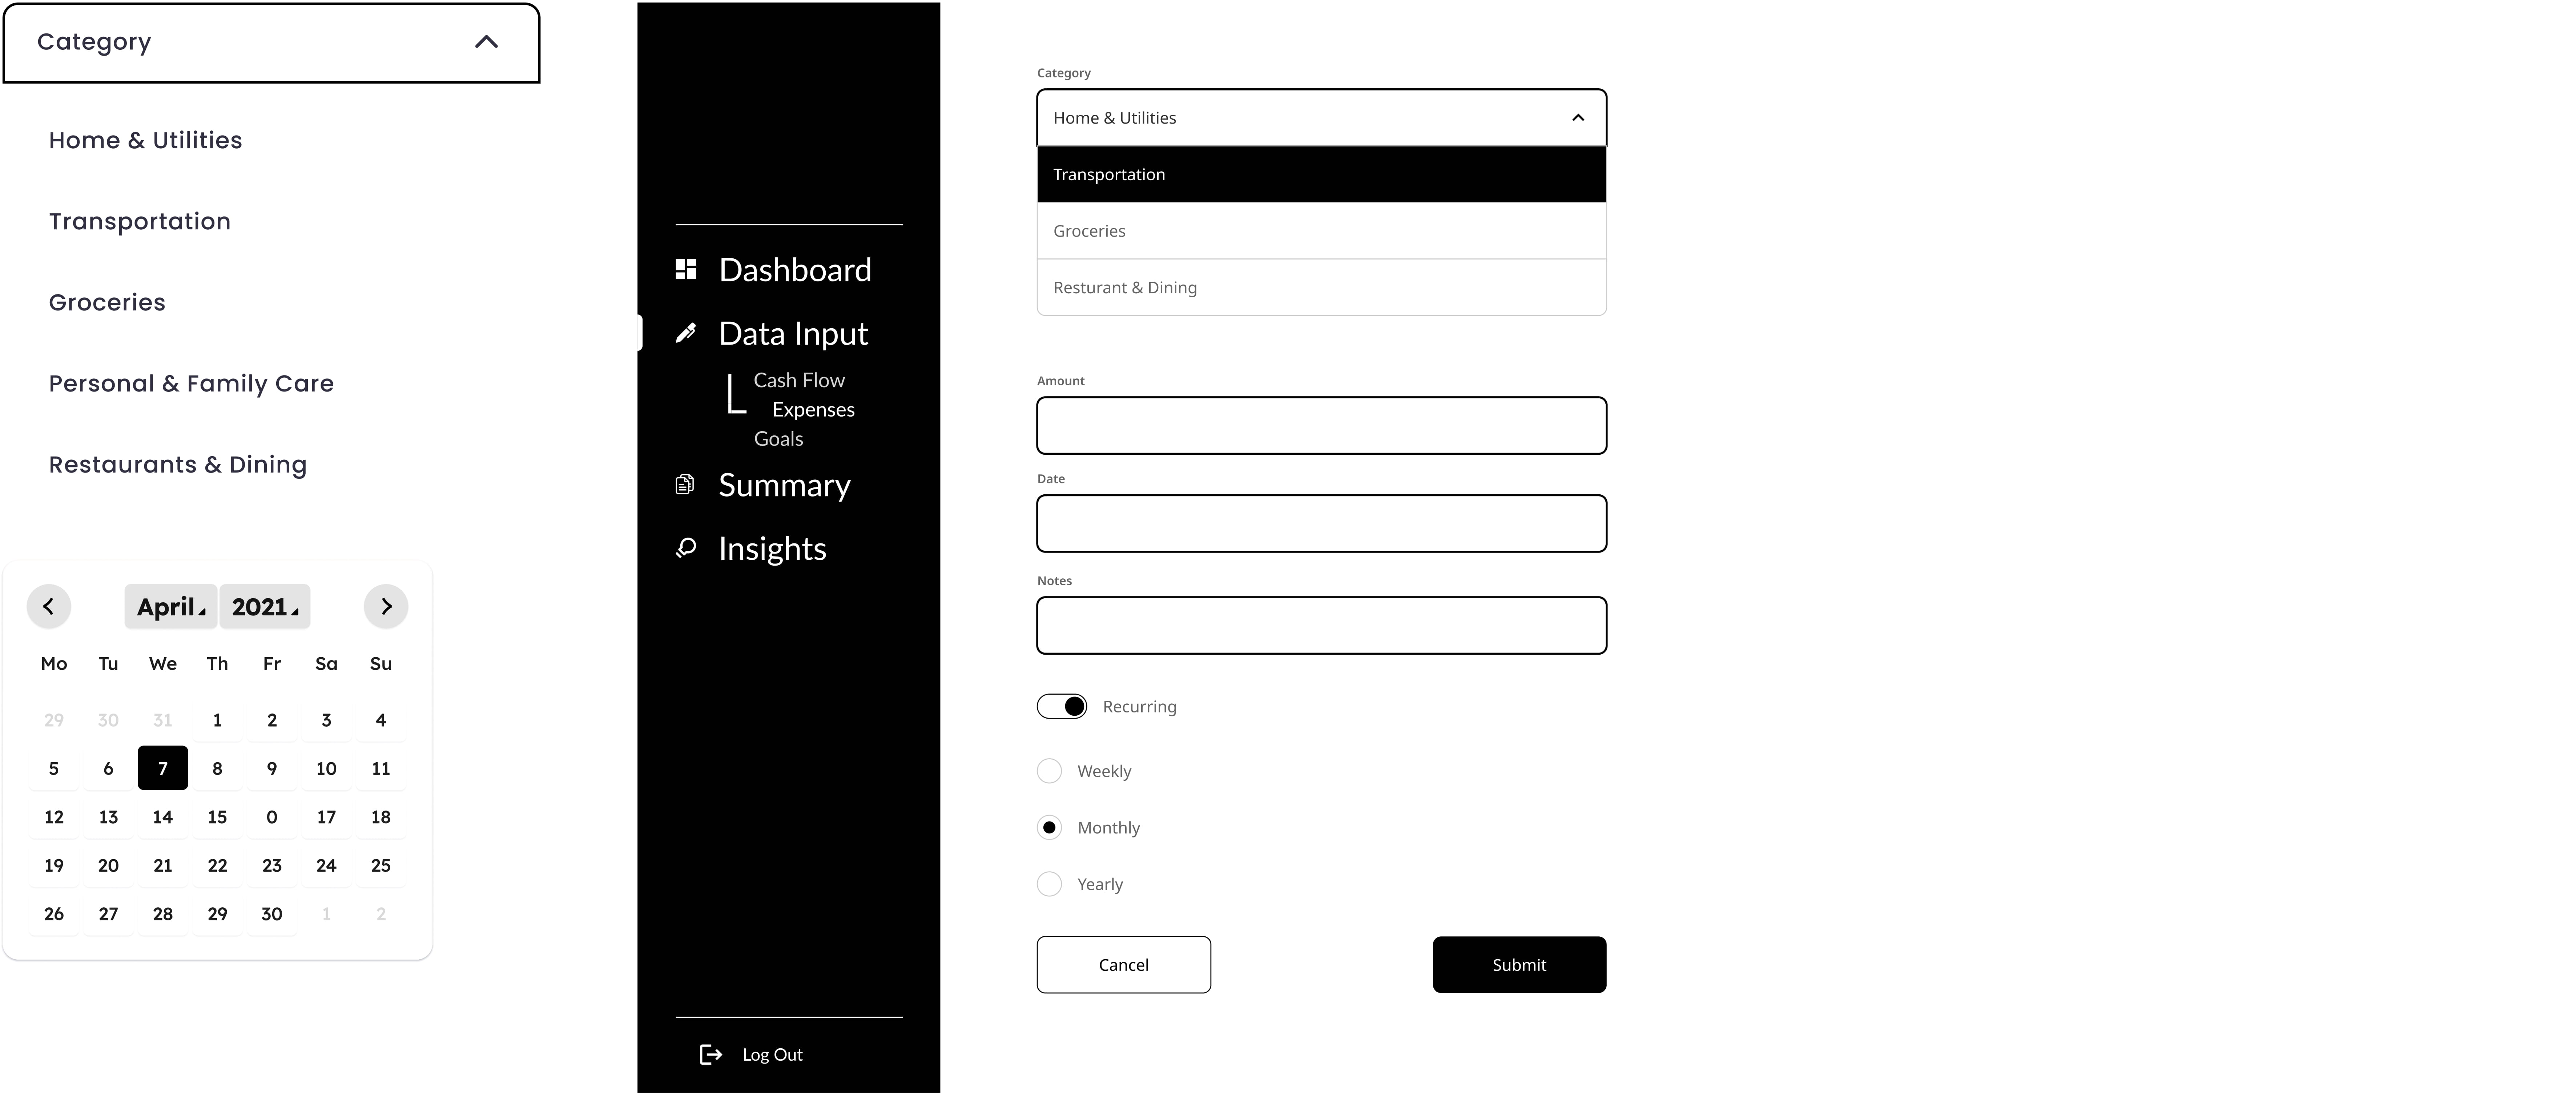 Category
Home & Utilities
Transportation
Groceries
Personal & Family Care
Restaurants & Dining
April 2021
Mo Tu We Th Fr Sa Su
29 30 31 1 2 3 4
5 6 7 8 9 10 11
12 13 14 15 0 17 18
19 20 21 22 23 24 25
26 27 28 29 30 1 2
Dashboard
Data Input
Cash Flow
Expenses
Goals
Summary
Insights
Log Out
Category
Home & Utilities
Transportation
Groceries
Resturant & Dining
Amount
Date
Notes
Recurring
Weekly
Monthly
Yearly
Cancel Submit